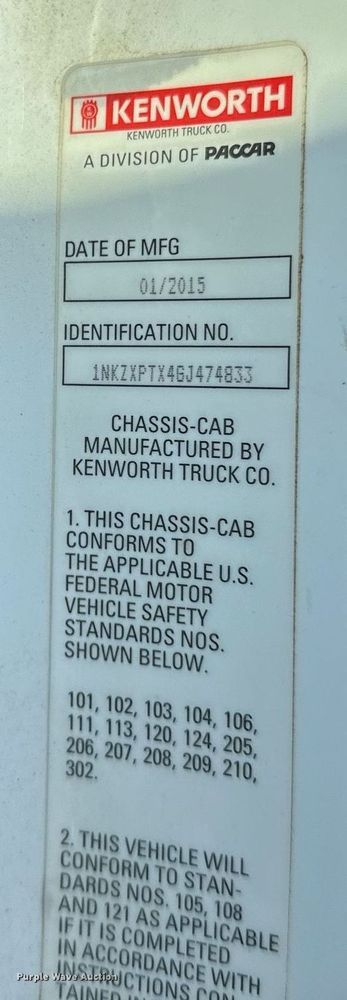 KENWORTH
KENWORTH TRUCK CO.
A DIVISION OF PACCAR
DATE OF MFG
01/2015
IDENTIFICATION NO.
1NKZXPTX4GJ474833
CHASSIS-CAB
MANUFACTURED BY
KENWORTH TRUCK CO.
1. THIS CHASSIS-CAB
CONFORMS TO
THE APPLICABLE U.S.
FEDERAL MOTOR
VEHICLE SAFETY
STANDARDS NOS.
SHOWN BELOW.
101, 102, 103, 104, 106,
111, 113, 120, 124, 205,
206, 207, 208, 209, 210,
302.
2. THIS VEHICLE WILL
CONFORM TO STAN-
DARDS NOS. 105, 108
AND 121 AS APPLICABLE
IF IT IS COMPLETED
IN ACCORDANCE WITH
INSTRUCTIONS CON-
TAINED IN
Purple Wave Auction